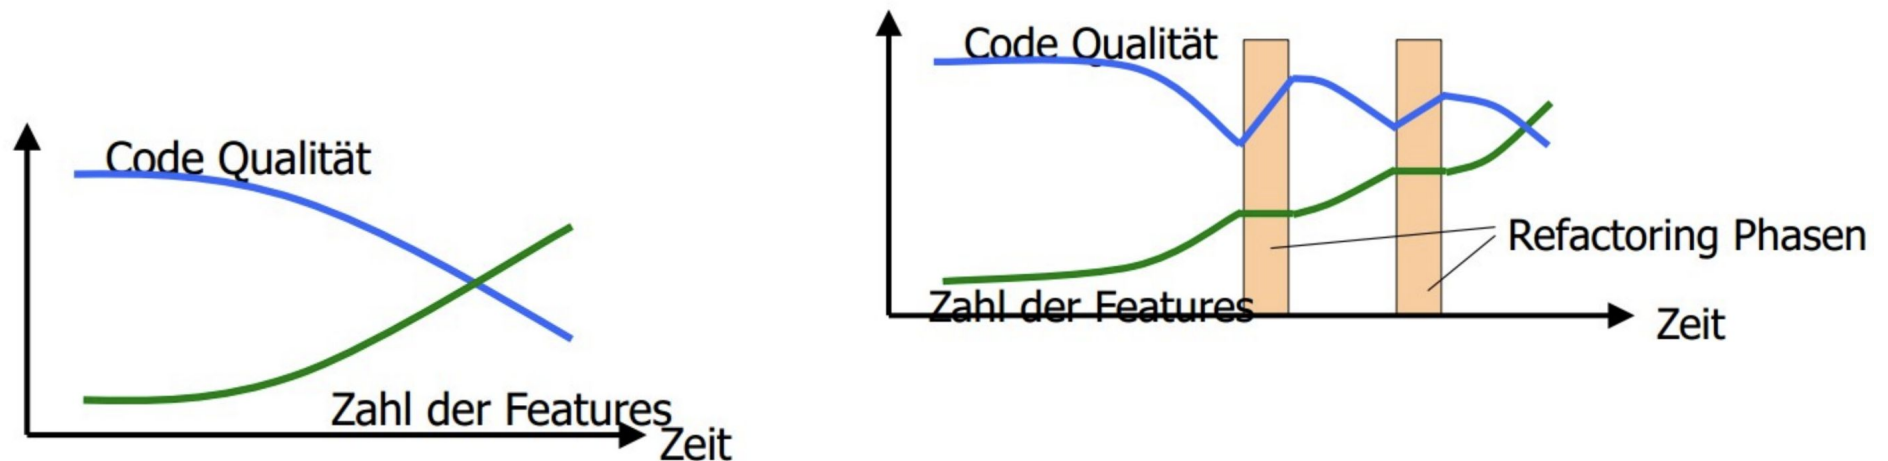 Code Qualität
Zahl der Features
Zeit
Code Qualität
Refactoring Phasen
Zahl der Features
Zeit